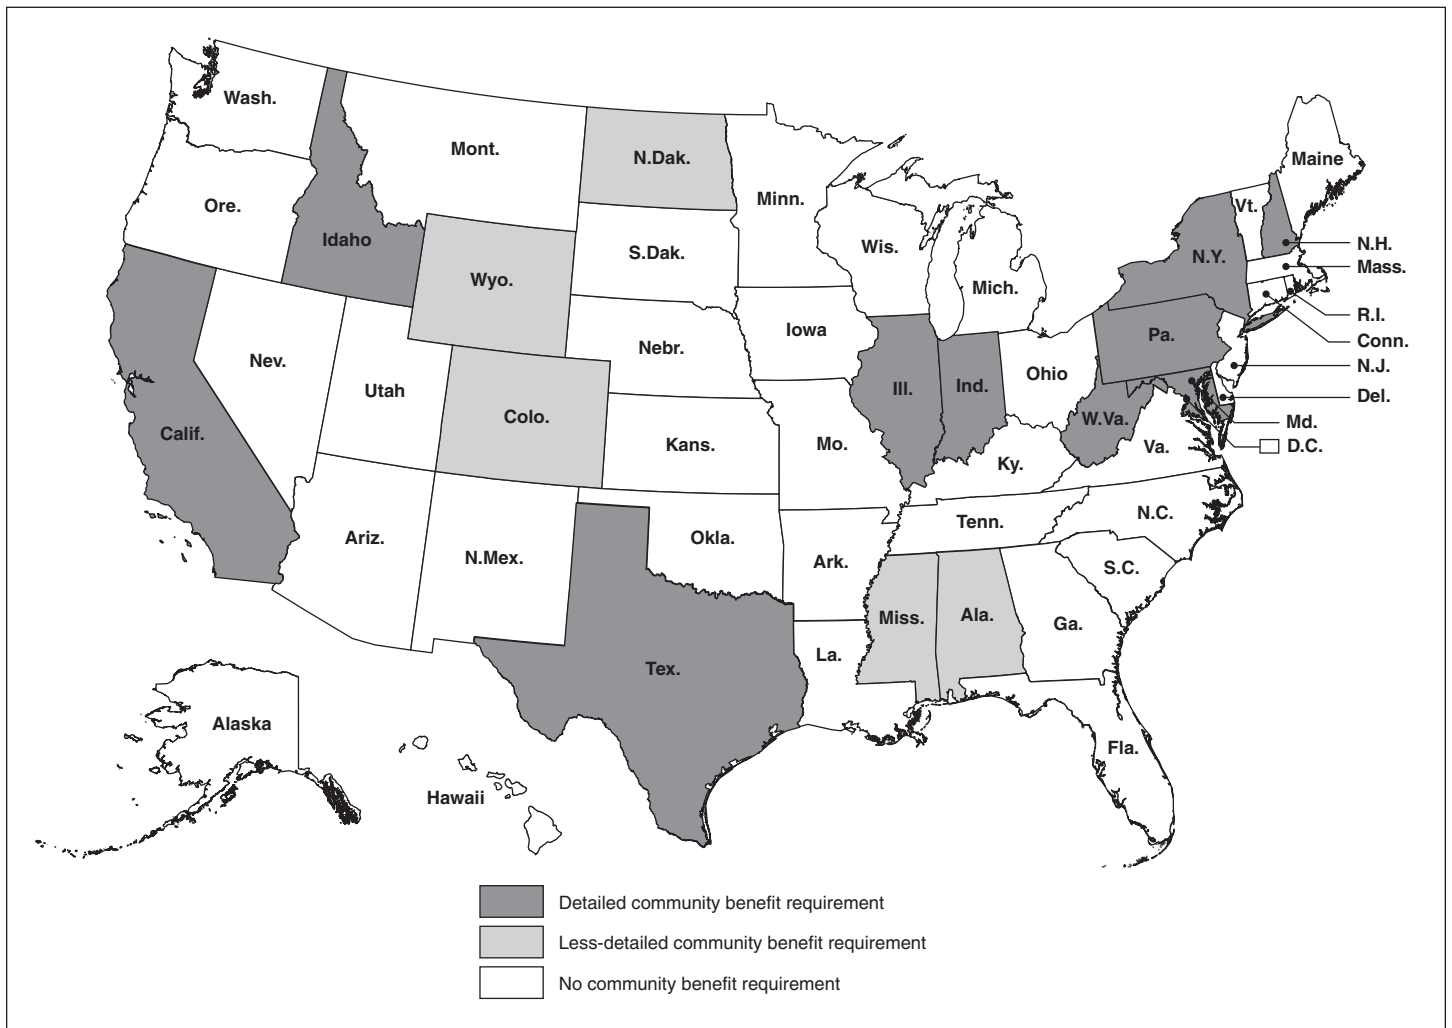 Wash.
Mont.
N.Dak.
Minn.
Maine
Ore.
Idaho
S.Dak.
Wis.
Mich.
N.Y.
Vt.
N.H.
Mass.
R.I.
Conn.
N.J.
Del.
Md.
D.C.
Wyo.
Iowa
Nebr.
Pa.
Nev.
Utah
Colo.
Ill.
Ind.
Ohio
Calif.
Kans.
Mo.
W.Va.
Va.
Ky.
Ariz.
N.Mex.
Okla.
Tenn.
N.C.
Ark.
S.C.
Miss.
Ala.
Ga.
Tex.
La.
Fla.
Alaska
Hawaii
Detailed community benefit requirement
Less-detailed community benefit requirement
No community benefit requirement